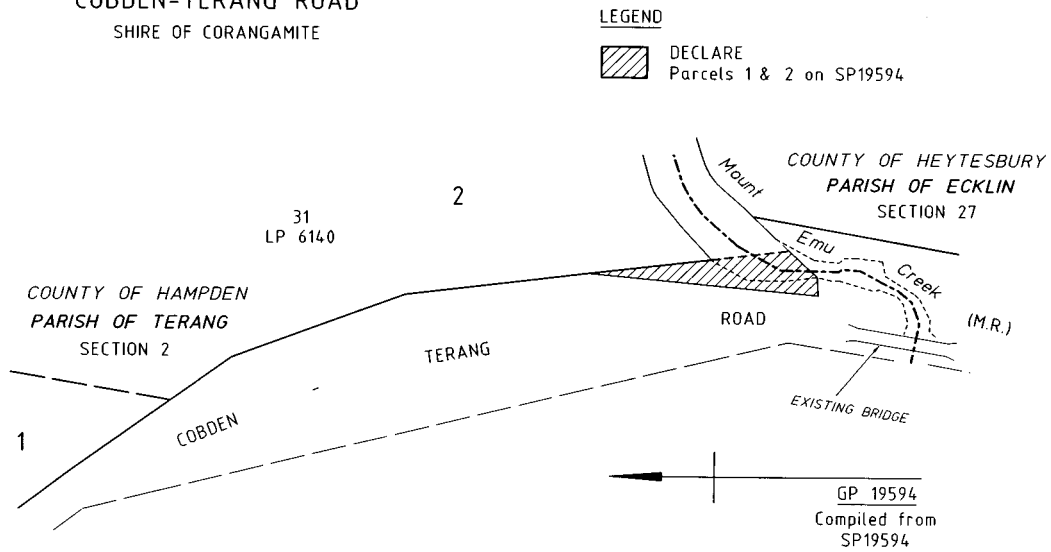 COBDEN-TERANG ROAD
SHIRE OF CORANGAMITE
LEGEND
DECLARE
Parcels 1 & 2 on SP19594
COUNTY OF HEYTESBURY
PARISH OF ECKLIN
SECTION 27
Mount
Emu
Creek
(M.R.)
2
31
LP 6140
COUNTY OF HAMPDEN
PARISH OF TERANG
SECTION 2
1
COBDEN
TERANG
ROAD
EXISTING BRIDGE
GP 19594
Compiled from
SP19594